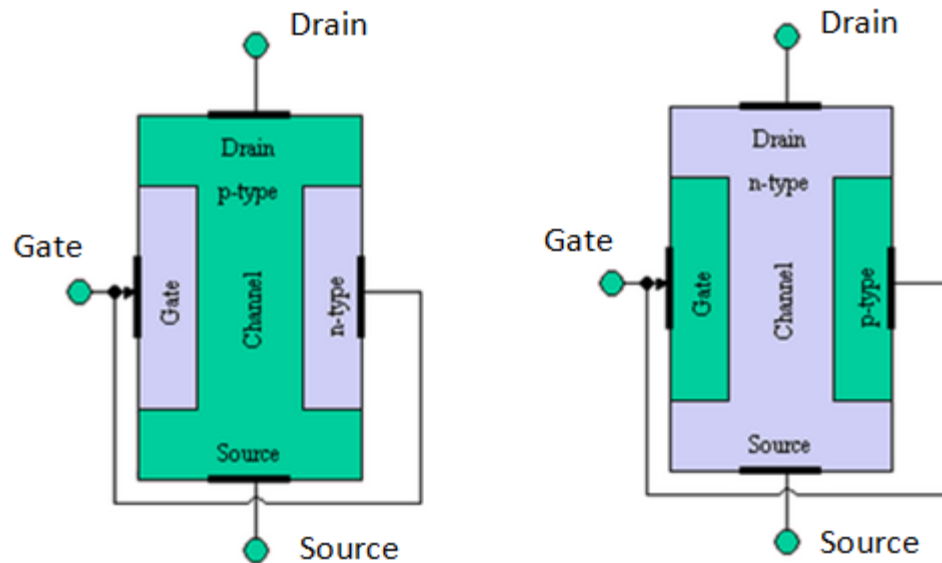 Drain
Drain
p-type
Gate
Gate
Channel
n-type
Source
Source
Drain
Drain
n-type
Gate
Gate
Channel
p-type
Source
Source